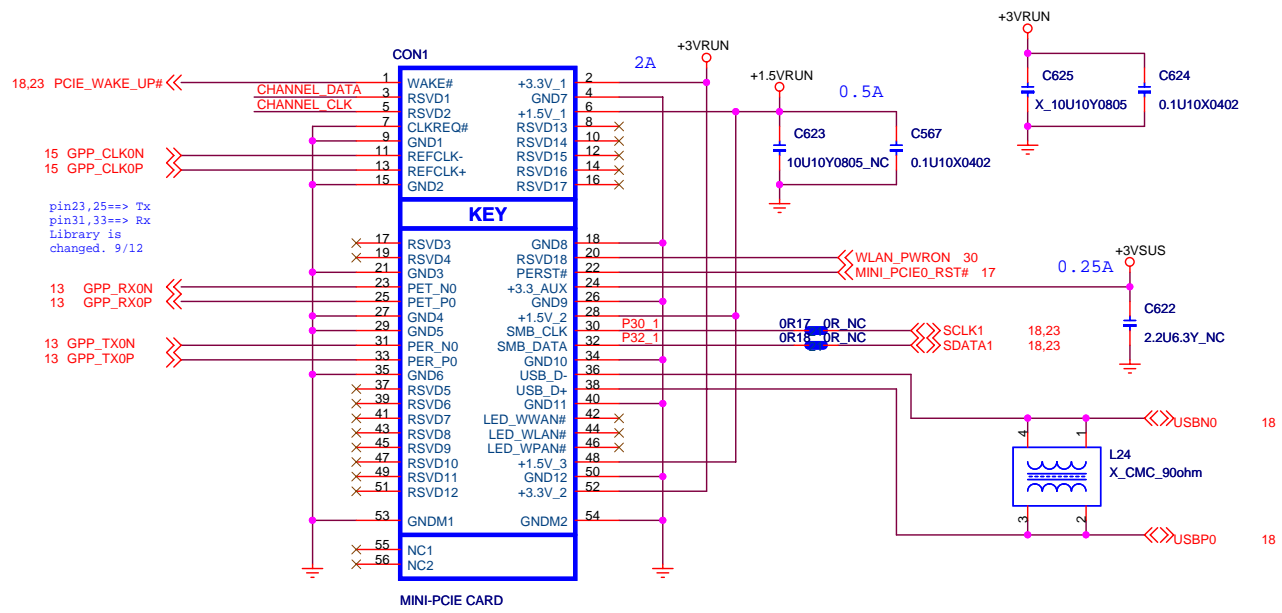 CON1
18,23 PCIE_WAKE_UP#
CHANNEL_DATA
CHANNEL_CLK
15 GPP_CLK0N
15 GPP_CLK0P
pin23,25==> Tx
pin31,33==> Rx
Library is
changed. 9/12
13 GPP_RX0N
13 GPP_RX0P
13 GPP_TX0N
13 GPP_TX0P
1 WAKE# +3.3V_1 2
3 RSVD1 GND7 4
5 RSVD2 +1.5V_1 6
7 CLKREQ# RSVD13 8
9 GND1 RSVD14 10
11 REFCLK- RSVD15 12
13 REFCLK+ RSVD16 14
15 GND2 RSVD17 16
KEY
17 RSVD3 GND8 18
19 RSVD4 RSVD18 20
21 GND3 PERST# 22
23 PET_N0 +3.3_AUX 24
25 PET_P0 GND9 26
27 GND4 +1.5V_2 28
29 GND5 SMB_CLK 30
31 PER_N0 SMB_DATA 32
33 PER_P0 GND10 34
35 GND6 USB_D- 36
37 RSVD5 USB_D+ 38
39 RSVD6 GND11 40
41 RSVD7 LED_WWAN# 42
43 RSVD8 LED_WLAN# 44
45 RSVD9 LED_WPAN# 46
47 RSVD10 +1.5V_3 48
49 RSVD11 GND12 50
51 RSVD12 +3.3V_2 52
53 GNDM1 GNDM2 54
55 NC1
56 NC2
MINI-PCIE CARD
+3VRUN
2A
+1.5VRUN
0.5A
C623
10U10Y0805_NC
C567
0.1U10X0402
+3VRUN
C625
X_10U10Y0805
C624
0.1U10X0402
WLAN_PWRON 30
MINI_PCIE0_RST# 17
+3VSUS
0.25A
C622
2.2U6.3Y_NC
P30_1 0R17 0R_NC SCLK1 18,23
P32_1 0R18 0R_NC SDATA1 18,23
USBN0 18
4 1
L24
X_CMC_90ohm
3 2
USBP0 18